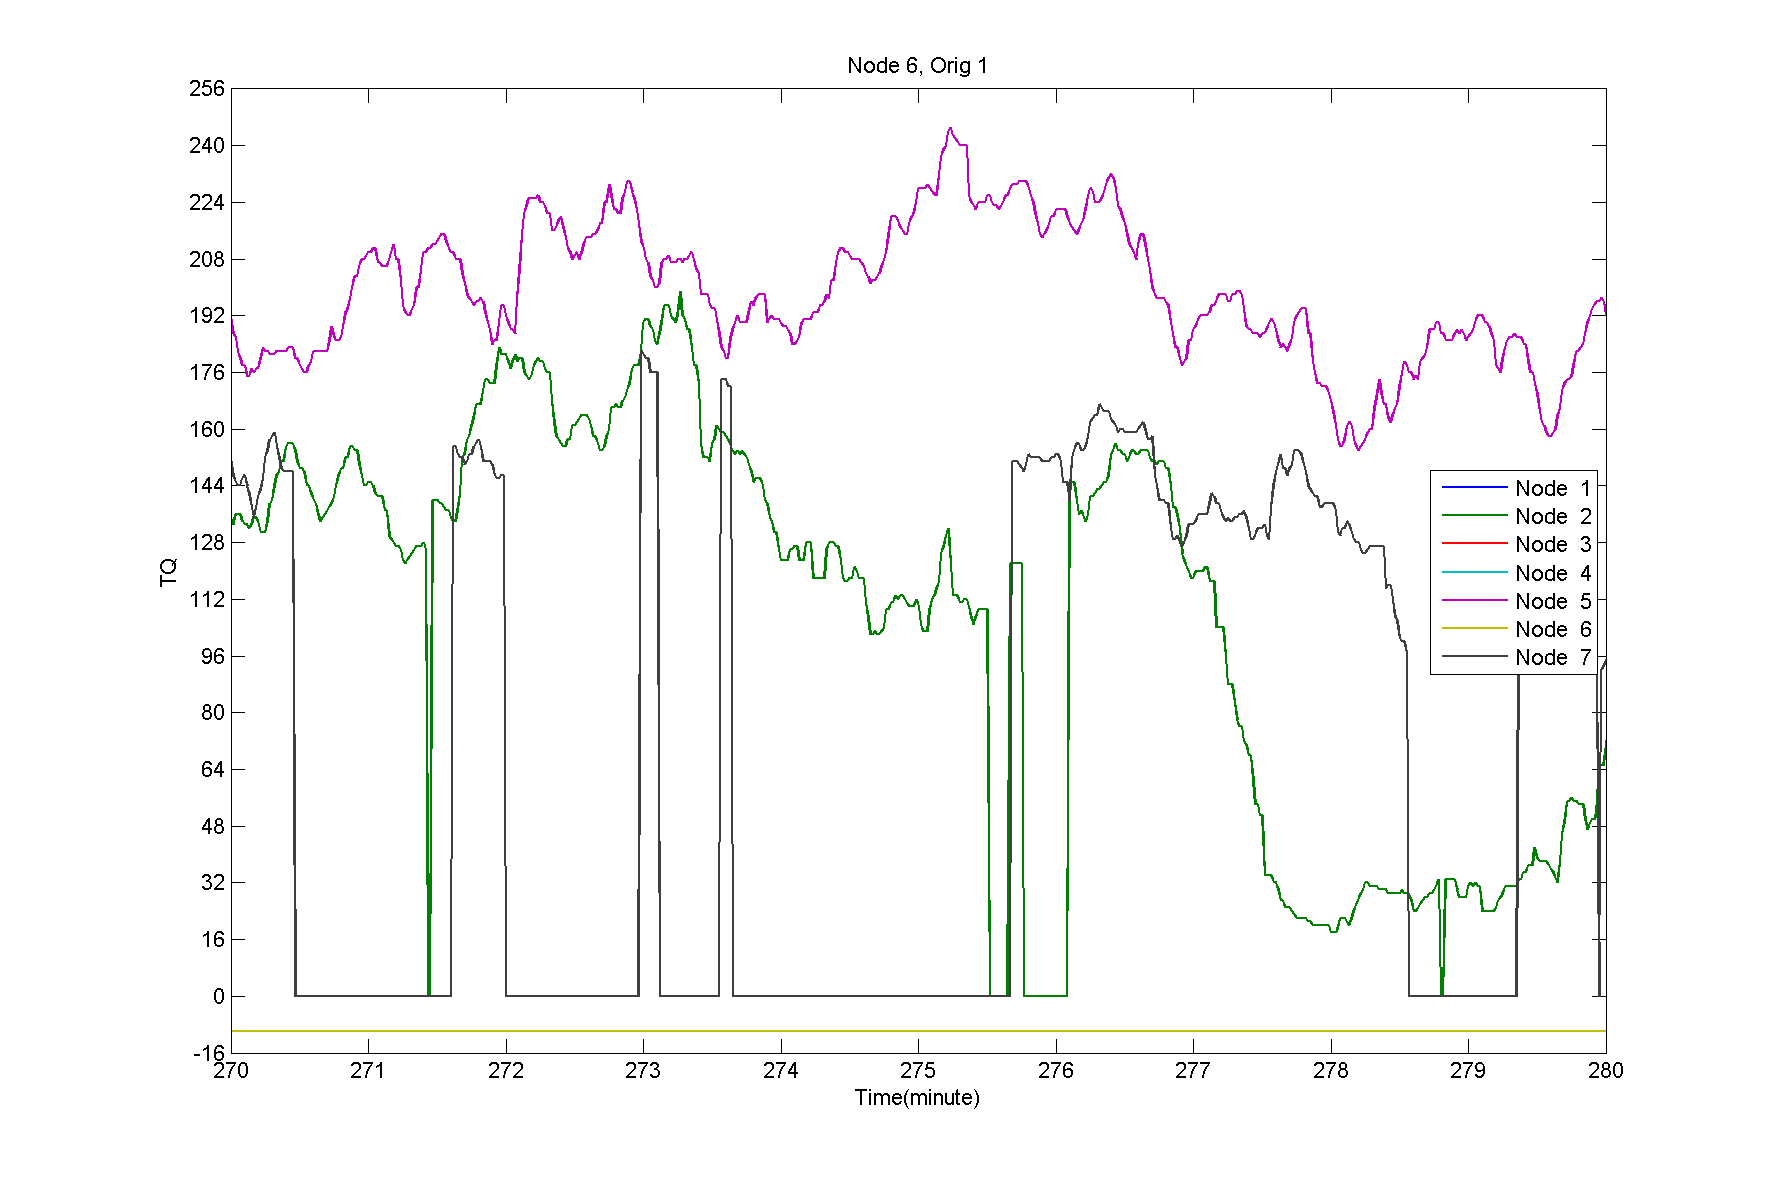 Node 6, Orig 1
256
240
224
208
192
176
160
144
128
112
96
80
64
48
32
16
0
-16
TQ
Node 1
Node 2
Node 3
Node 4
Node 5
Node 6
Node 7
270 271 272 273 274 275 276 277 278 279 280
Time(minute)